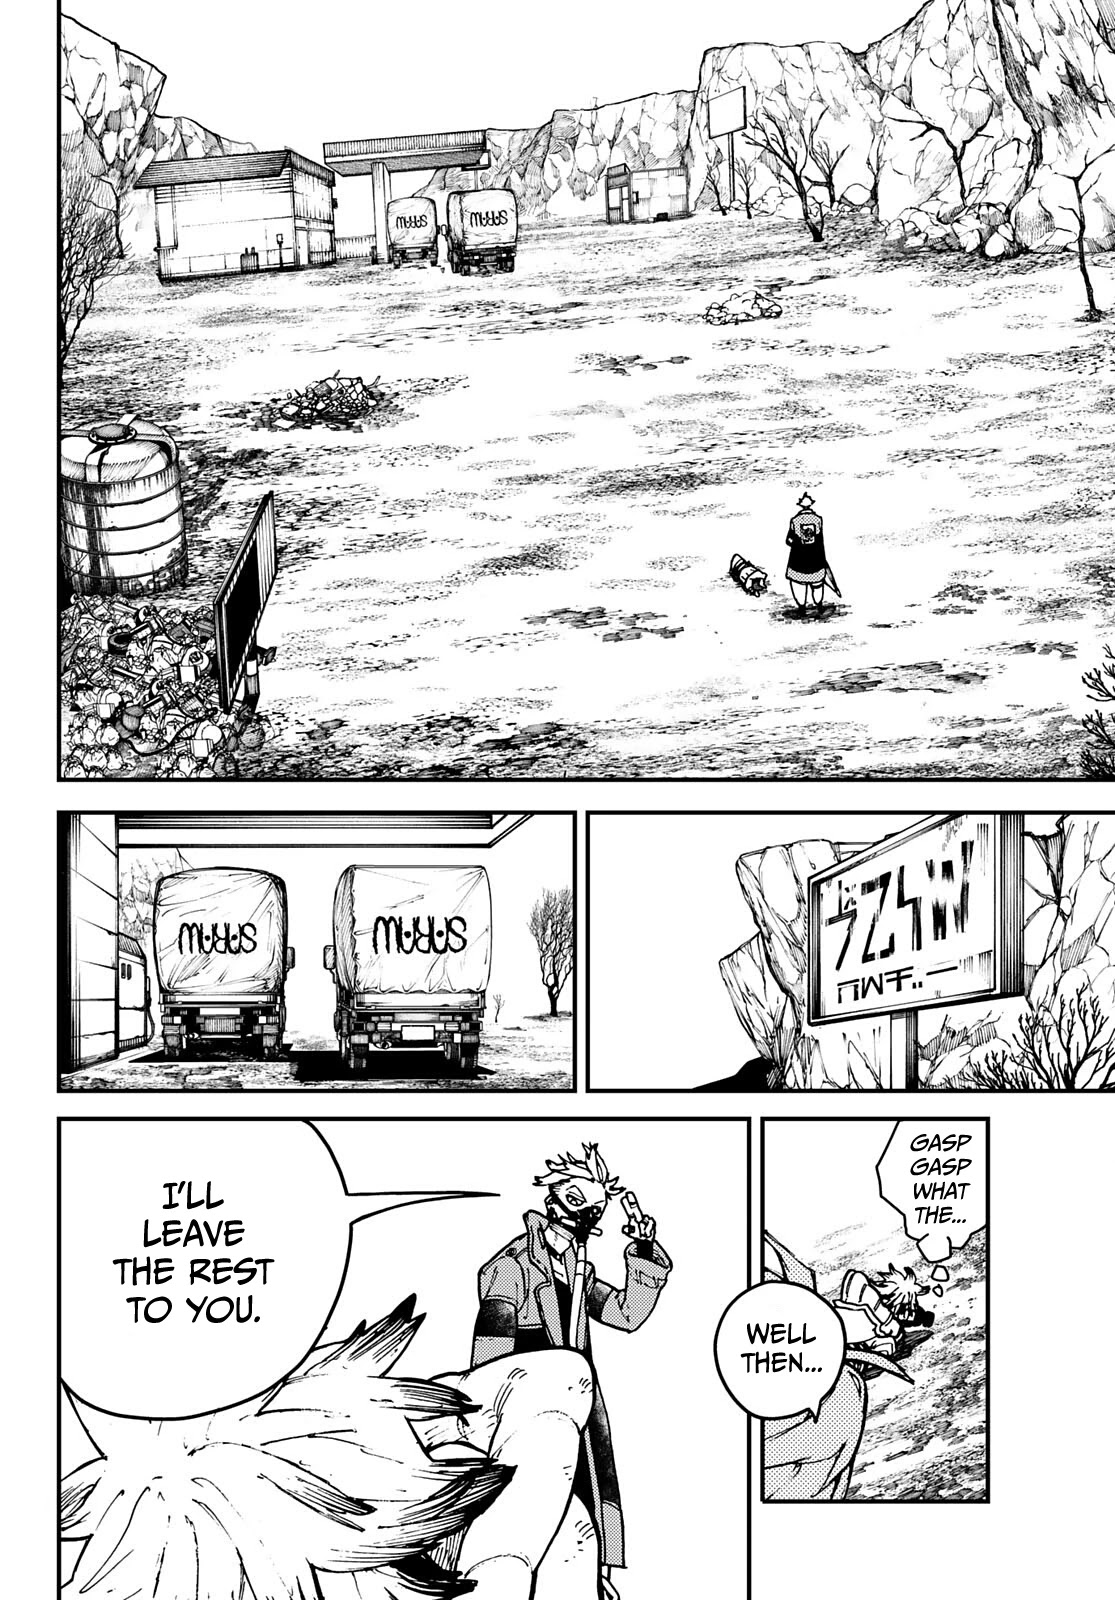 GASP
GASP
WHAT
THE...
WELL
THEN...
I'LL
LEAVE
THE REST
TO YOU.